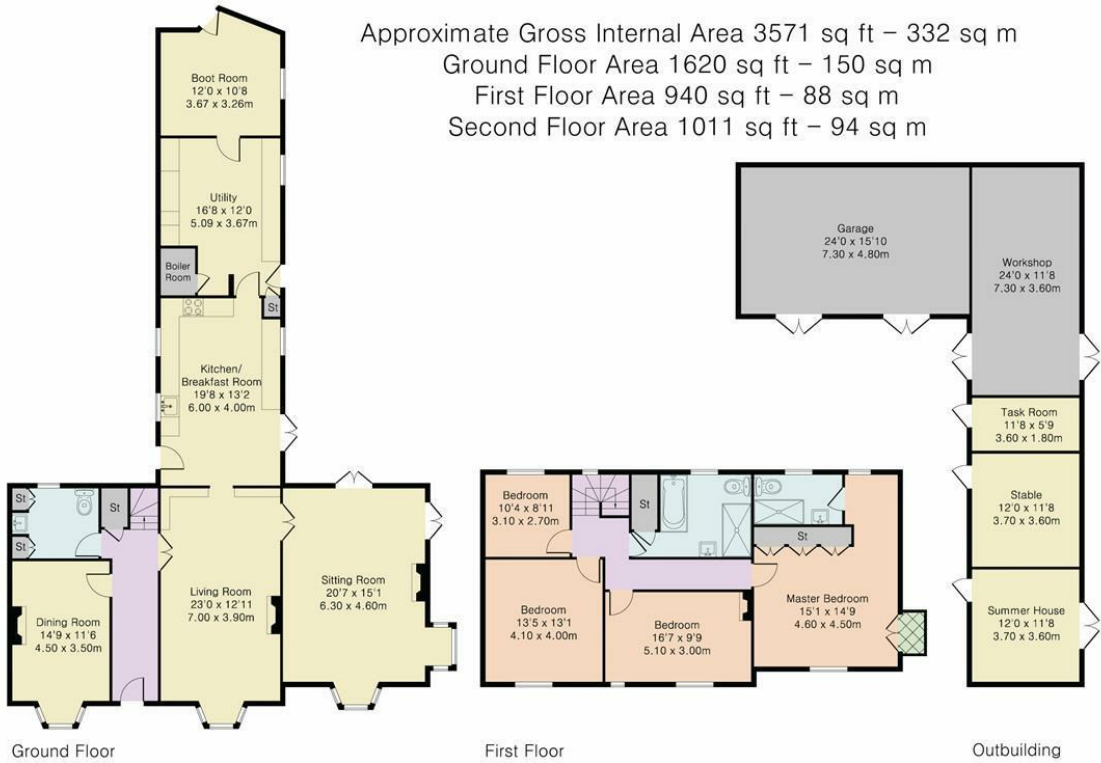 Approximate Gross Internal Area 3571 sq ft – 332 sq m
Ground Floor Area 1620 sq ft – 150 sq m
First Floor Area 940 sq ft – 88 sq m
Second Floor Area 1011 sq ft – 94 sq m
Boot Room
12'0 x 10'8
3.67 x 3.26m
Utility
16'8 x 12'0
5.09 x 3.67m
Boiler
Room
St
Kitchen/
Breakfast Room
19'8 x 13'2
6.00 x 4.00m
St
St
St
Dining Room
14'9 x 11'6
4.50 x 3.50m
Living Room
23'0 x 12'11
7.00 x 3.90m
Sitting Room
20'7 x 15'1
6.30 x 4.60m
Ground Floor
Bedroom
10'4 x 8'11
3.10 x 2.70m
St
St
Bedroom
13'5 x 13'1
4.10 x 4.00m
Bedroom
16'7 x 9'9
5.10 x 3.00m
Master Bedroom
15'1 x 14'9
4.60 x 4.50m
First Floor
Garage
24'0 x 15'10
7.30 x 4.80m
Workshop
24'0 x 11'8
7.30 x 3.60m
Task Room
11'8 x 5'9
3.60 x 1.80m
Stable
12'0 x 11'8
3.70 x 3.60m
Summer House
12'0 x 11'8
3.70 x 3.60m
Outbuilding